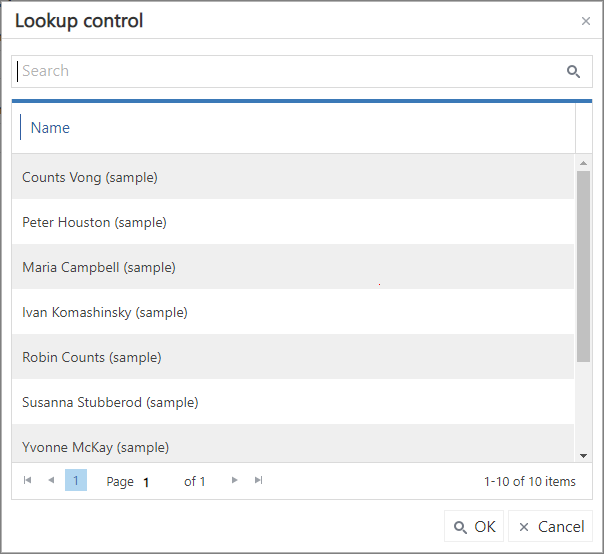 Lookup control
Search
Name
Counts Vong (sample)
Peter Houston (sample)
Maria Campbell (sample)
Ivan Komashinsky (sample)
Robin Counts (sample)
Susanna Stubberod (sample)
Yvonne McKay (sample)
1 Page 1 of 1 1-10 of 10 items
OK Cancel